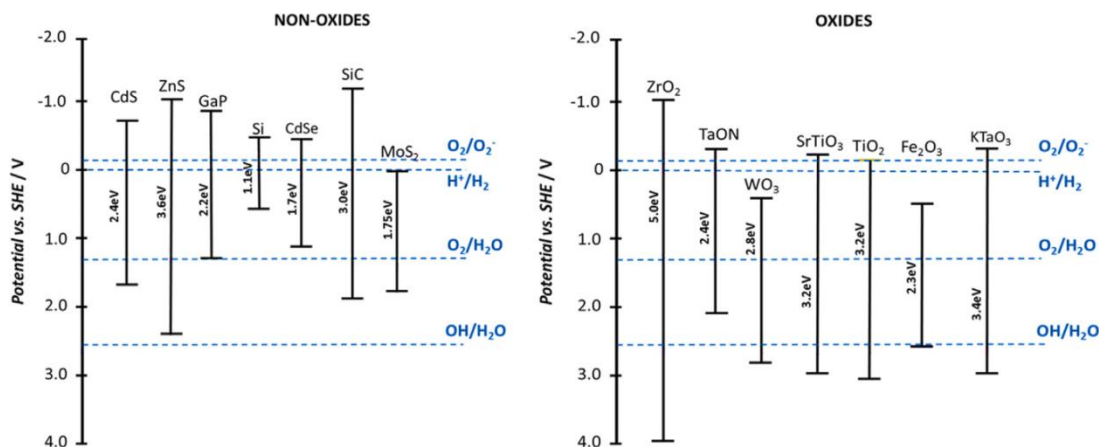 NON-OXIDES
Potential vs. SHE / V
-2.0
-1.0
0
1.0
2.0
3.0
4.0
CdS
ZnS
GaP
Si
CdSe
SiC
MoS₂
2.4eV
3.6eV
2.2eV
1.1eV
1.7eV
3.0eV
1.75eV
O₂/O₂⁻
H⁺/H₂
O₂/H₂O
OH/H₂O
OXIDES
Potential vs. SHE / V
-2.0
-1.0
0
1.0
2.0
3.0
4.0
ZrO₂
TaON
WO₃
SrTiO₃
TiO₂
Fe₂O₃
KTaO₃
5.0eV
2.4eV
2.8eV
3.2eV
3.2eV
2.3eV
3.4eV
O₂/O₂⁻
H⁺/H₂
O₂/H₂O
OH/H₂O